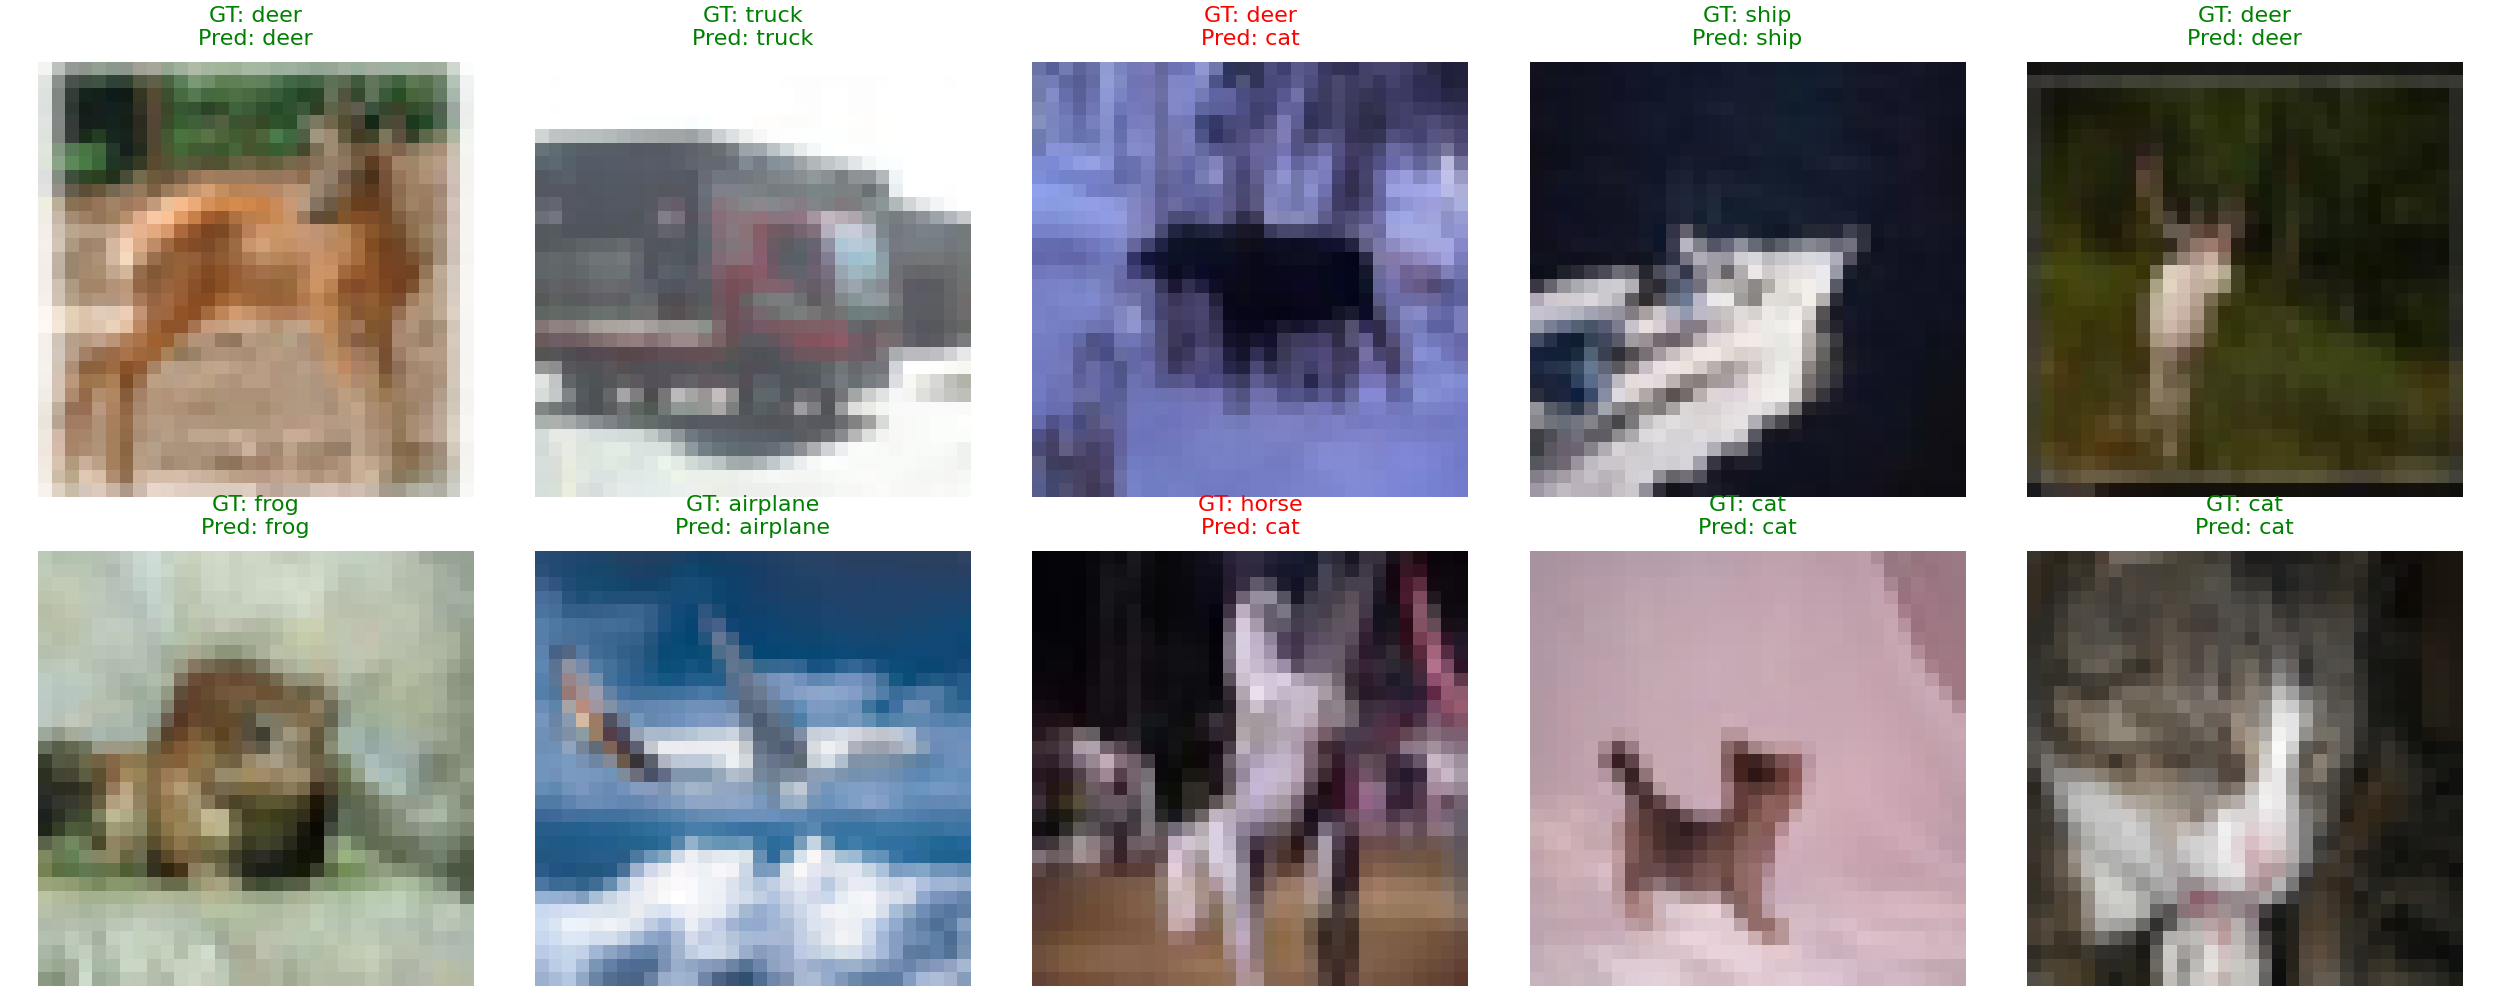 GT: deer
Pred: deer
GT: truck
Pred: truck
GT: deer
Pred: cat
GT: ship
Pred: ship
GT: deer
Pred: deer
GT: frog
Pred: frog
GT: airplane
Pred: airplane
GT: horse
Pred: cat
GT: cat
Pred: cat
GT: cat
Pred: cat